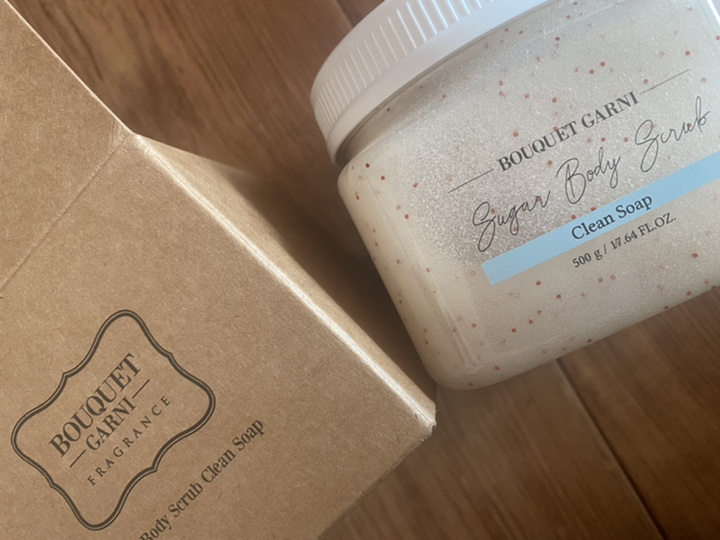 BOUQUET GARNI
Sugar Body Scrub
Clean Soap
500 g / 17.64 FL.OZ.
BOUQUET
GARNI
FRAGRANCE
Body Scrub Clean Soap